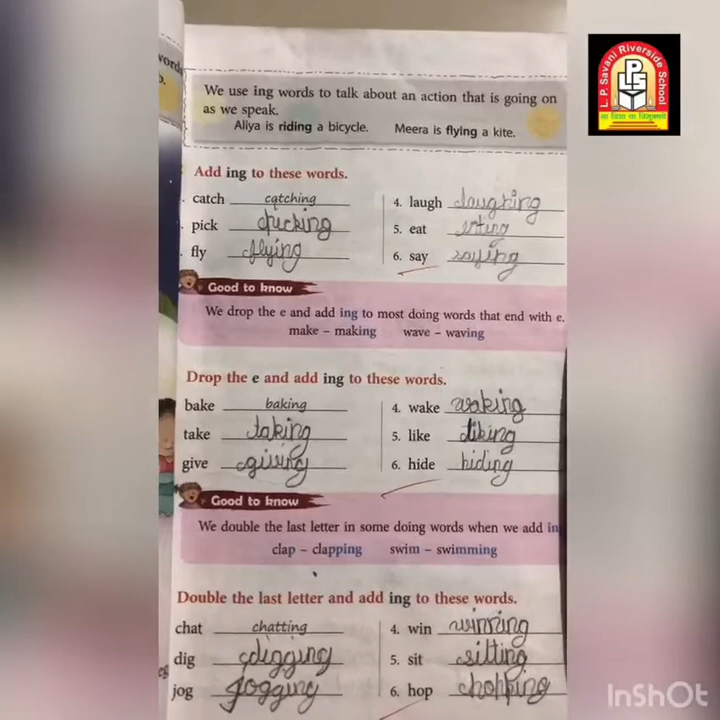 words
b.
L. P. Savani Riverside School
LPS
सा विद्या या विमुक्तये
We use ing words to talk about an action that is going on
as we speak.
Aliya is riding a bicycle. Meera is flying a kite.
Add ing to these words.
catch catching 4. laugh laughing
pick picking 5. eat eting
fly flying 6. say saying
Good to know
We drop the e and add ing to most doing words that end with e.
make – making wave – waving
Drop the e and add ing to these words.
bake baking 4. wake waking
take taking 5. like liking
give giving 6. hide hiding
Good to know
We double the last letter in some doing words when we add in
clap – clapping swim – swimming
Double the last letter and add ing to these words.
chat chatting 4. win winning
dig digging 5. sit sitting
jog jogging 6. hop hopping
InShOt